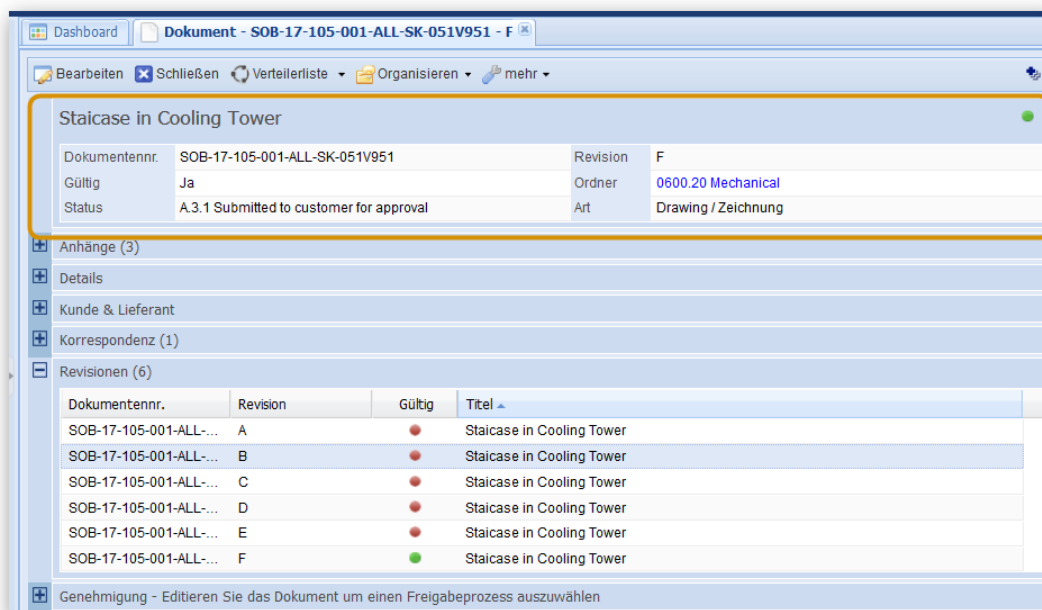 Dashboard Dokument - SOB-17-105-001-ALL-SK-051V951 - F
Bearbeiten Schließen Verteilerliste Organisieren mehr
Staicase in Cooling Tower
Dokumentennr. SOB-17-105-001-ALL-SK-051V951 Revision F
Gültig Ja Ordner 0600.20 Mechanical
Status A.3.1 Submitted to customer for approval Art Drawing / Zeichnung
Anhänge (3)
Details
Kunde & Lieferant
Korrespondenz (1)
Revisionen (6)
Dokumentennr. Revision Gültig Titel
SOB-17-105-001-ALL-... A Staicase in Cooling Tower
SOB-17-105-001-ALL-... B Staicase in Cooling Tower
SOB-17-105-001-ALL-... C Staicase in Cooling Tower
SOB-17-105-001-ALL-... D Staicase in Cooling Tower
SOB-17-105-001-ALL-... E Staicase in Cooling Tower
SOB-17-105-001-ALL-... F Staicase in Cooling Tower
Genehmigung - Editieren Sie das Dokument um einen Freigabeprozess auszuwählen